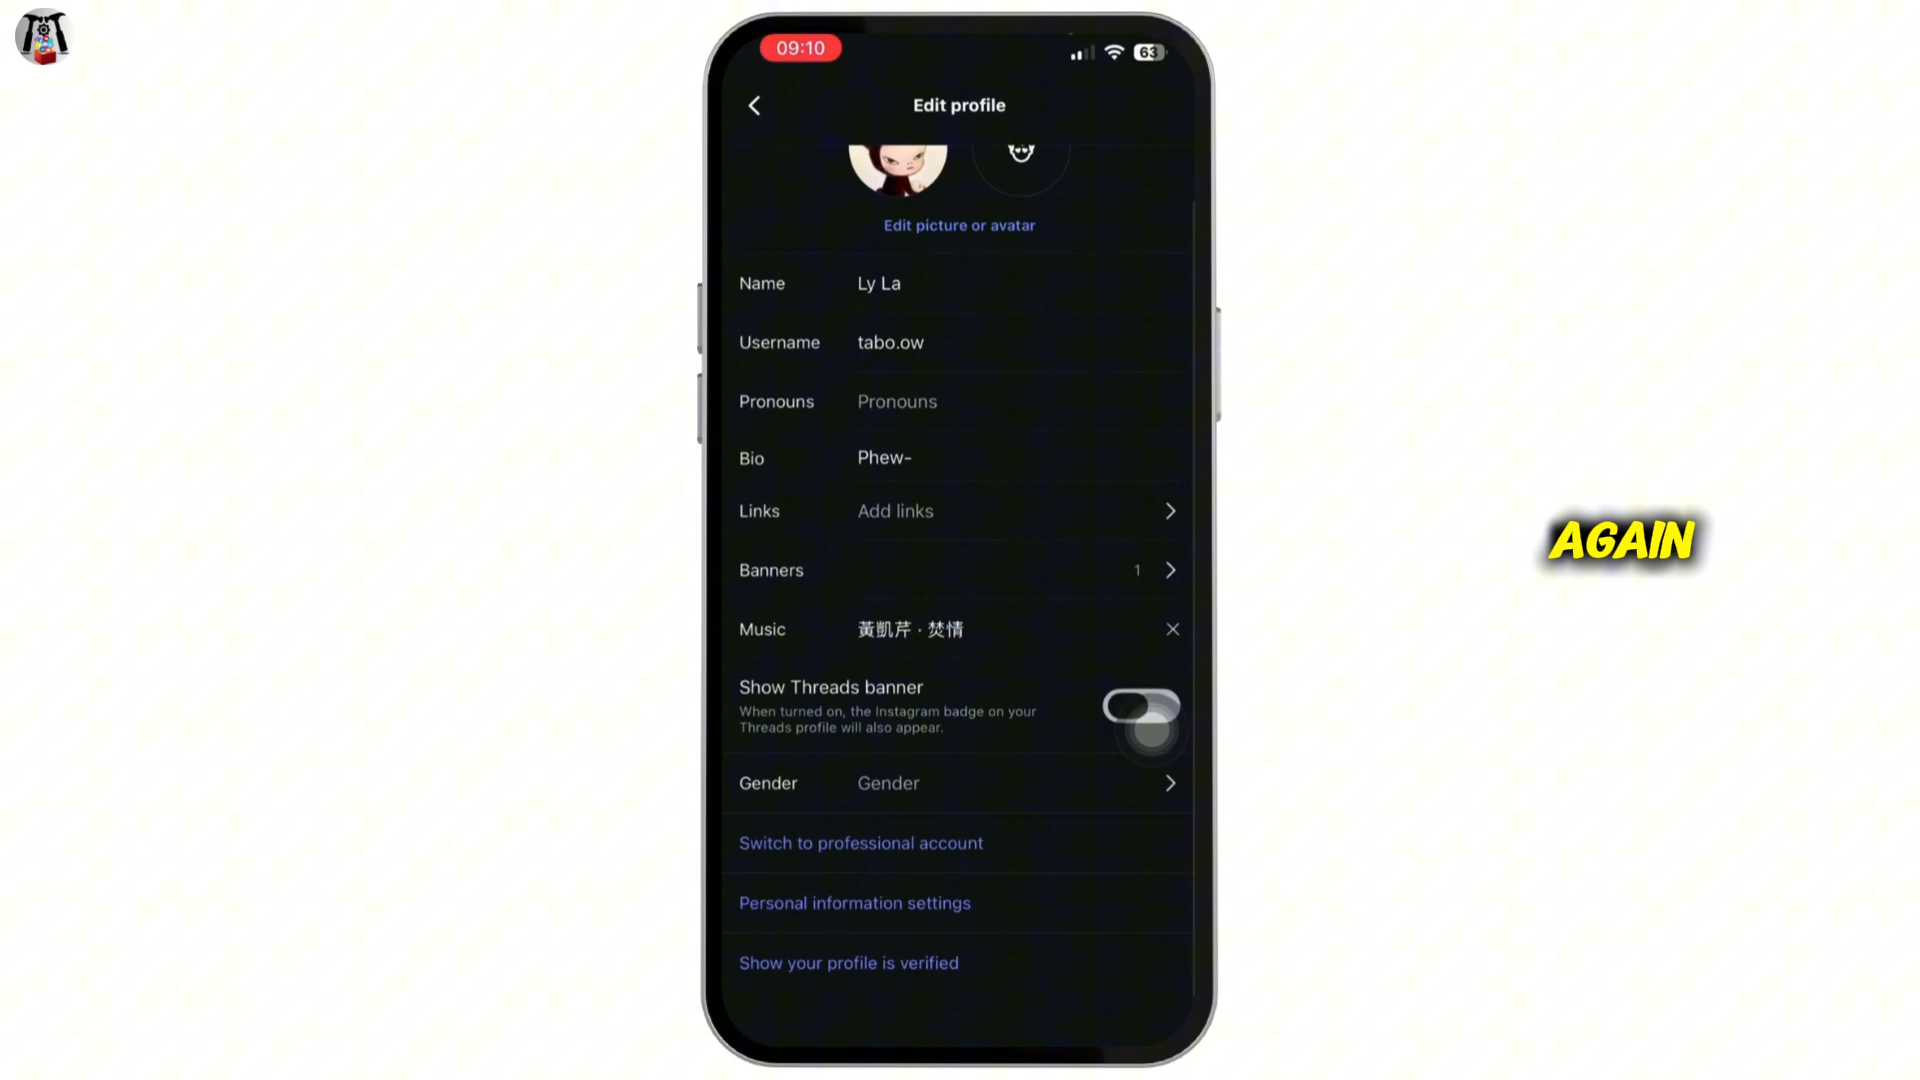 09:10
63
Edit profile
Edit picture or avatar
Name Ly La
Username tabo.ow
Pronouns Pronouns
Bio Phew-
Links Add links
Banners 1
Music 黃凱芹 · 焚情
Show Threads banner
When turned on, the Instagram badge on your
Threads profile will also appear.
Gender Gender
Switch to professional account
Personal information settings
Show your profile is verified
AGAIN